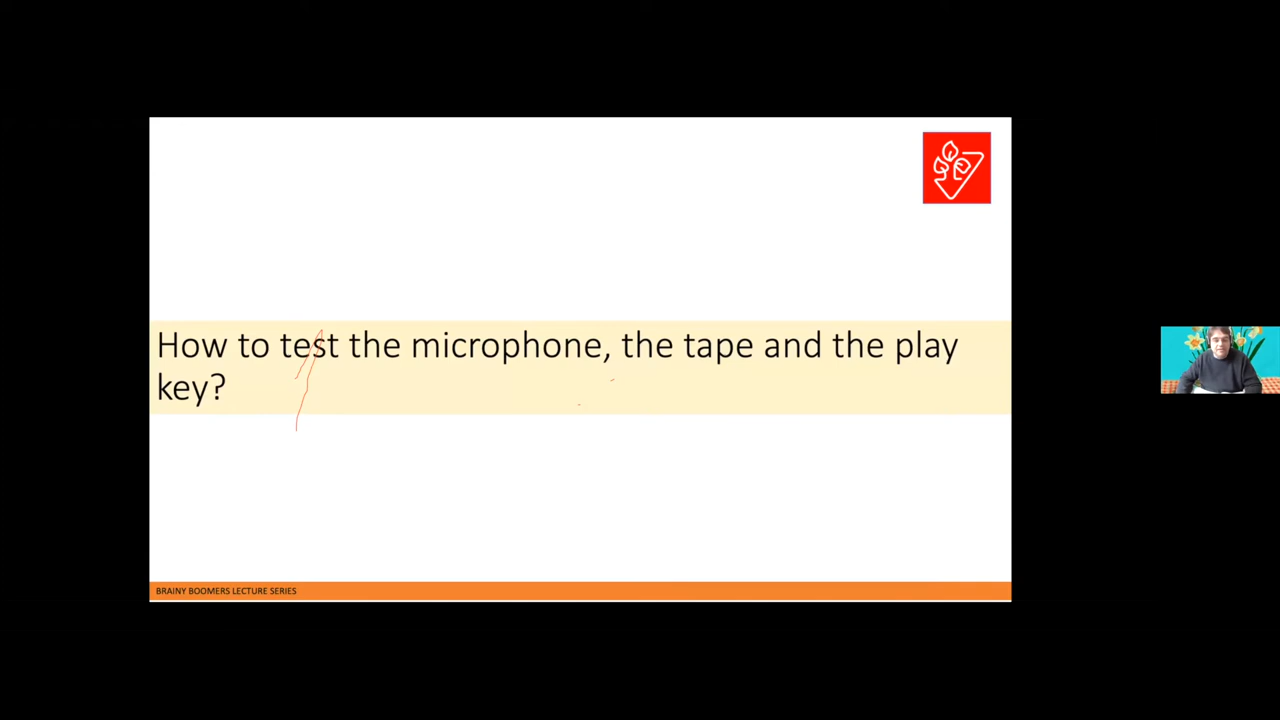 How to test the microphone, the tape and the play
key?
BRAINY BOOMERS LECTURE SERIES